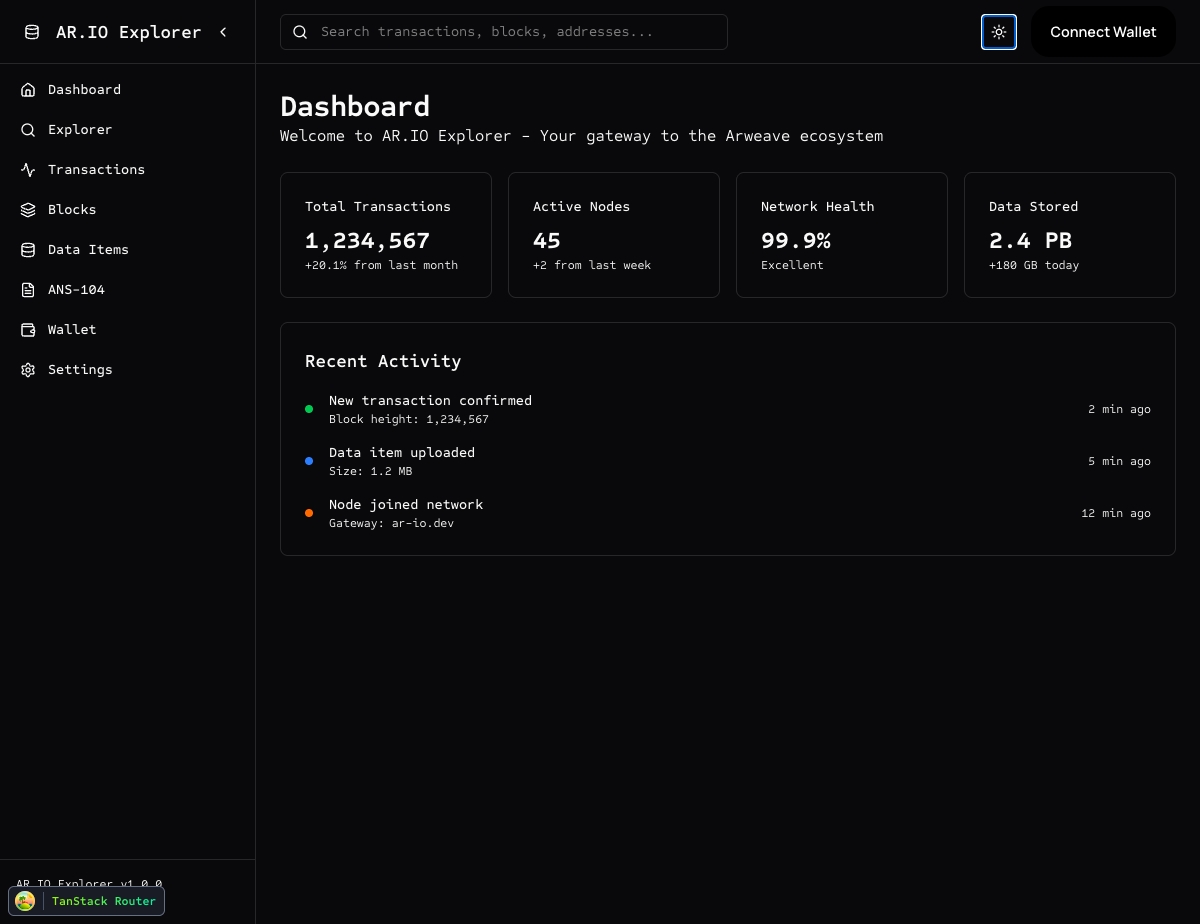 AR.IO Explorer
Search transactions, blocks, addresses...
Connect Wallet
Dashboard
Explorer
Transactions
Blocks
Data Items
ANS-104
Wallet
Settings
Dashboard
Welcome to AR.IO Explorer - Your gateway to the Arweave ecosystem
Total Transactions
1,234,567
+20.1% from last month
Active Nodes
45
+2 from last week
Network Health
99.9%
Excellent
Data Stored
2.4 PB
+180 GB today
Recent Activity
New transaction confirmed
Block height: 1,234,567
2 min ago
Data item uploaded
Size: 1.2 MB
5 min ago
Node joined network
Gateway: ar-io.dev
12 min ago
AR.IO Explorer v1.0.0
TanStack Router